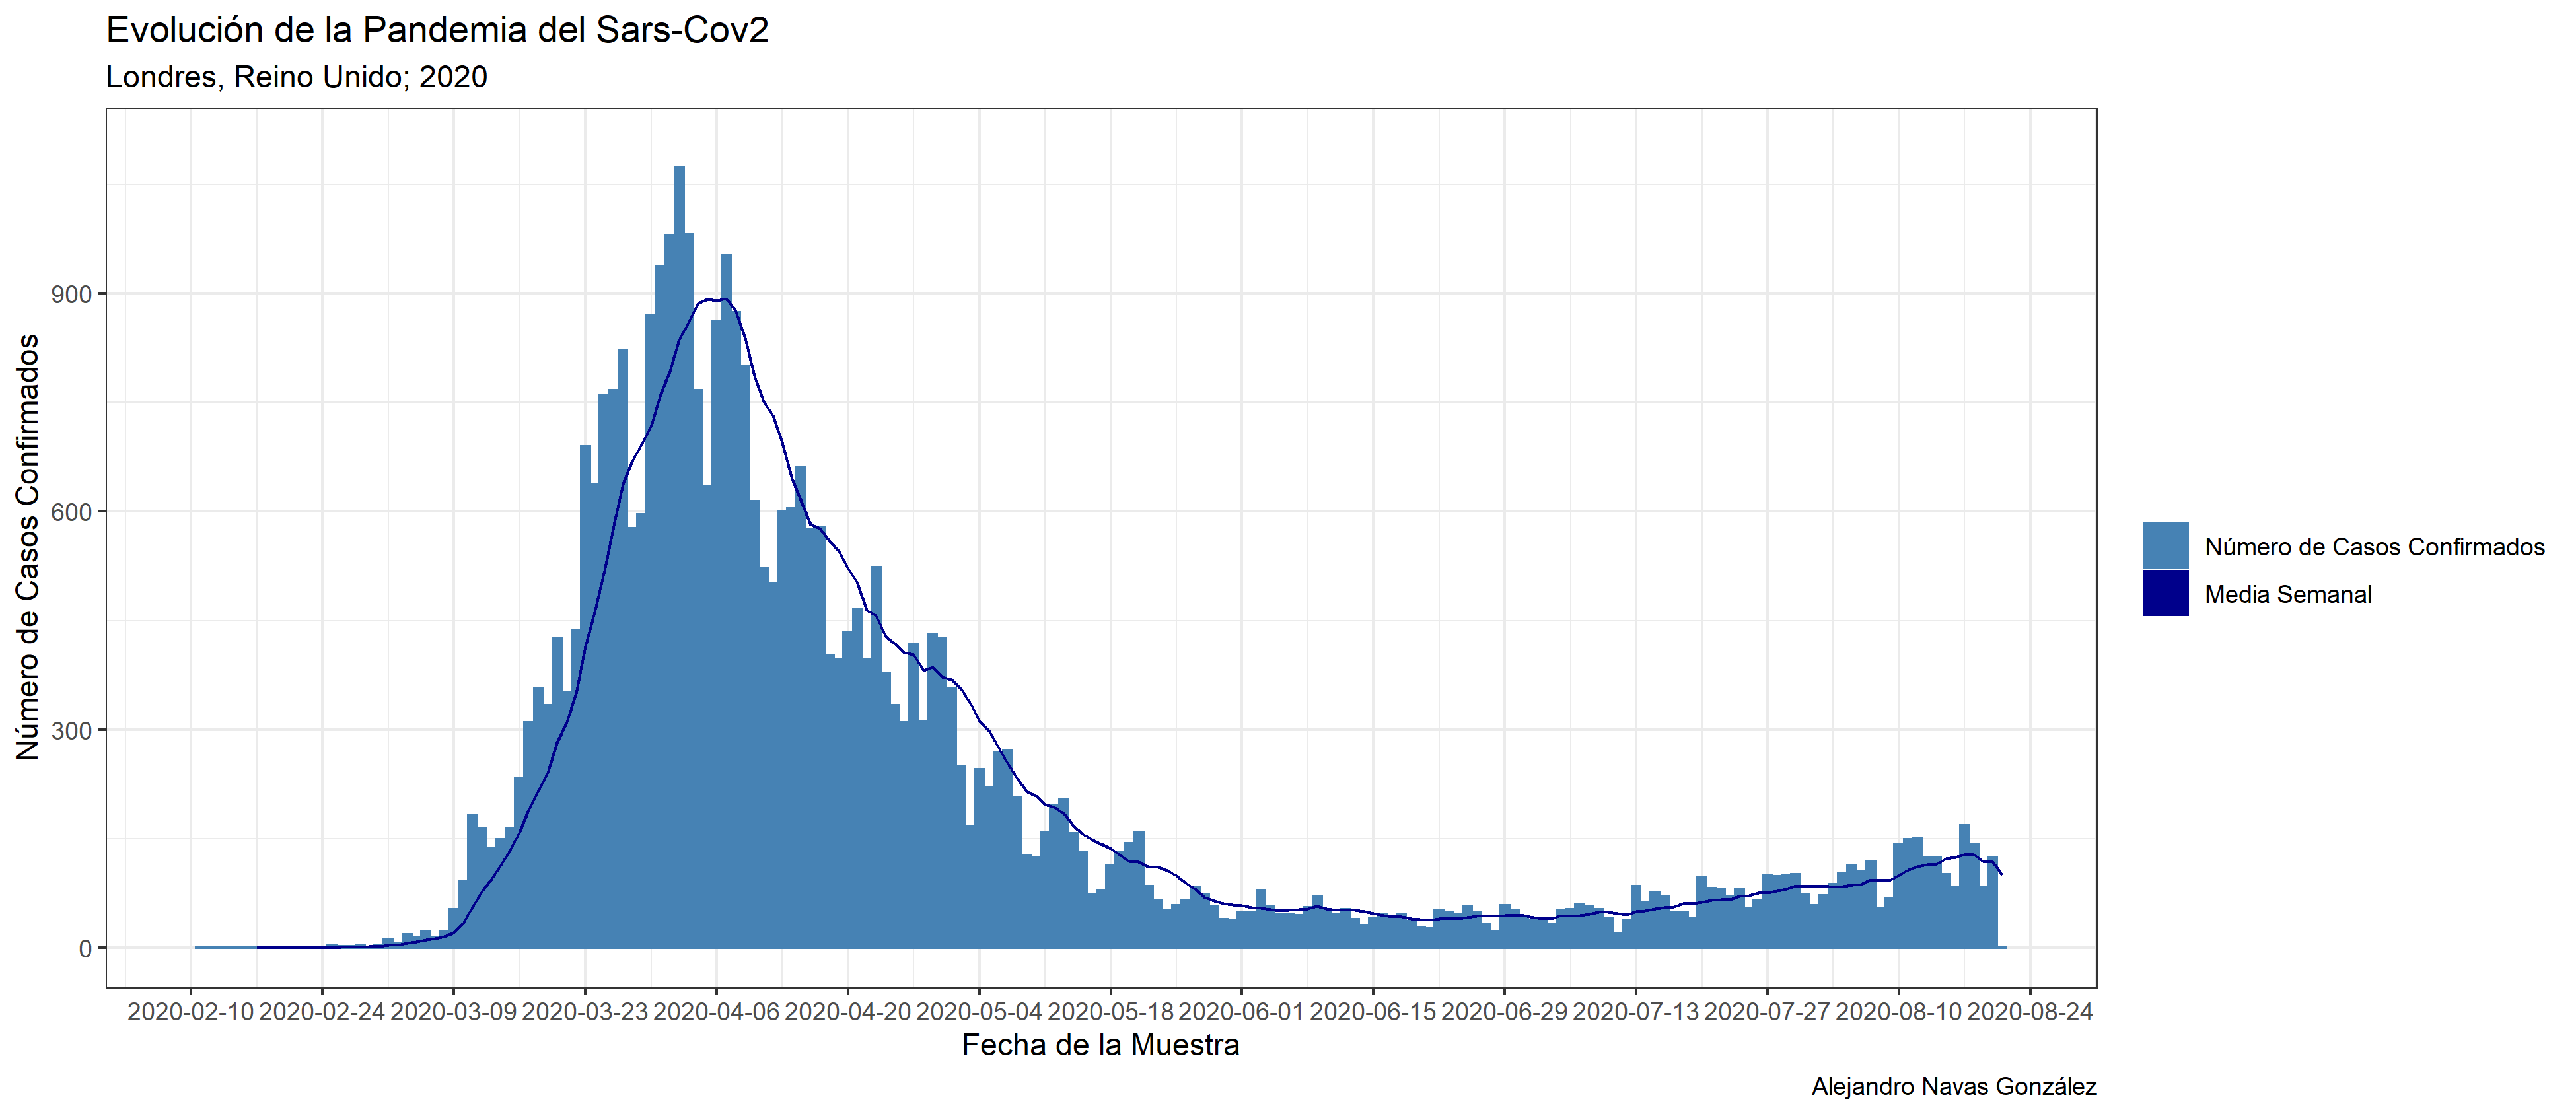 Evolución de la Pandemia del Sars-Cov2
Londres, Reino Unido; 2020
Número de Casos Confirmados
900
600
300
0
2020-02-10 2020-02-24 2020-03-09 2020-03-23 2020-04-06 2020-04-20 2020-05-04 2020-05-18 2020-06-01 2020-06-15 2020-06-29 2020-07-13 2020-07-27 2020-08-10 2020-08-24
Fecha de la Muestra
Número de Casos Confirmados
Media Semanal
Alejandro Navas González